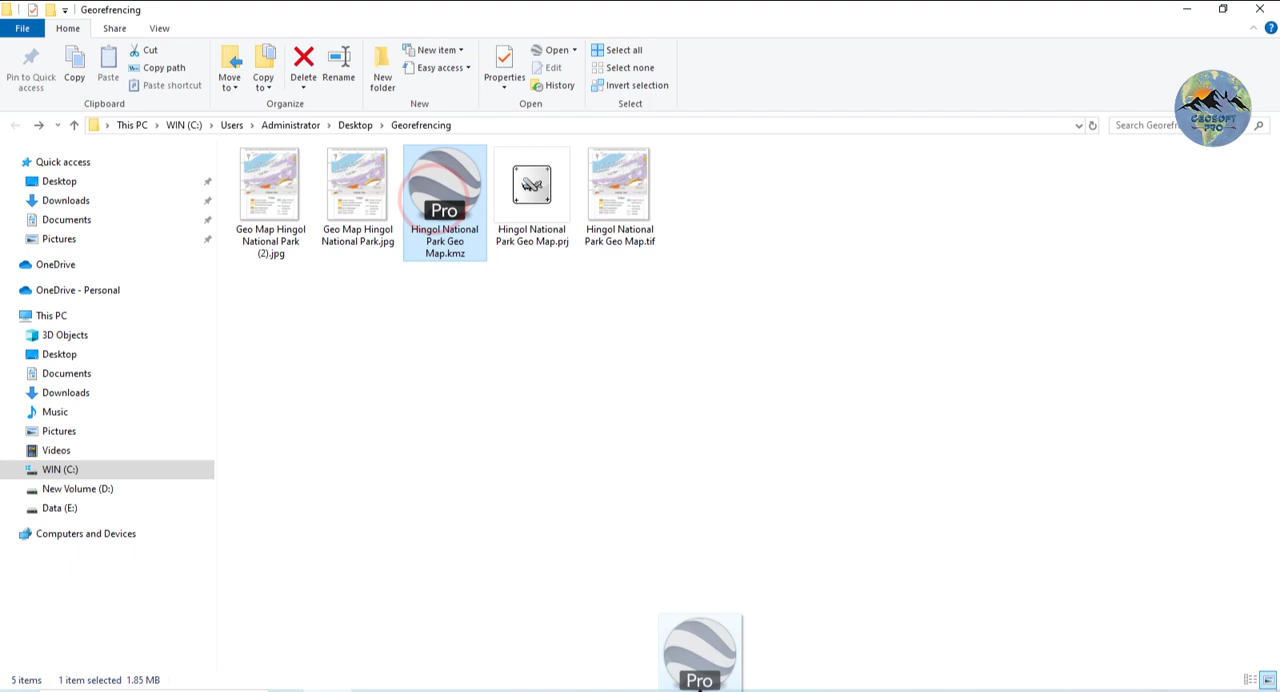 Georefrencing
File Home Share View
Pin to Quick access
Copy
Paste
Cut
Copy path
Paste shortcut
Clipboard
Move to
Copy to
Delete
Rename
Organize
New folder
New item
Easy access
New
Properties
Open
Edit
History
Open
Select all
Select none
Invert selection
Select
This PC > WIN (C:) > Users > Administrator > Desktop > Georefrencing
Search Georefr
GEOSOFT
PRO
Quick access
Desktop
Downloads
Documents
Pictures
OneDrive
OneDrive - Personal
This PC
3D Objects
Desktop
Documents
Downloads
Music
Pictures
Videos
WIN (C:)
New Volume (D:)
Data (E:)
Computers and Devices
Geo Map Hingol
National Park
(2).jpg
Geo Map Hingol
National Park.jpg
Pro
Hingol National
Park Geo
Map.kmz
Hingol National
Park Geo Map.prj
Hingol National
Park Geo Map.tif
Pro
5 items 1 item selected 1.85 MB